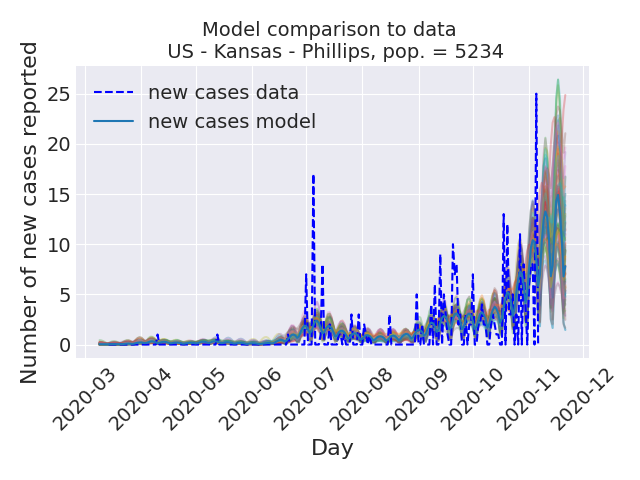 Model comparison to data
US - Kansas - Phillips, pop. = 5234
Number of new cases reported
25
20
15
10
5
0
new cases data
new cases model
2020-03
2020-04
2020-05
2020-06
2020-07
2020-08
2020-09
2020-10
2020-11
2020-12
Day